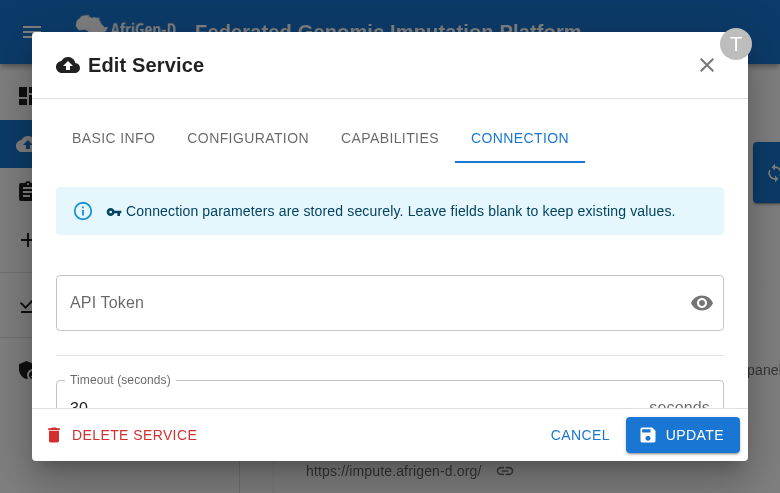 AfriGen-D
Federated Genomic Imputation Platform
T
Edit Service
BASIC INFO
CONFIGURATION
CAPABILITIES
CONNECTION
Connection parameters are stored securely. Leave fields blank to keep existing values.
API Token
Timeout (seconds)
30
seconds
DELETE SERVICE
CANCEL
UPDATE
https://impute.afrigen-d.org/